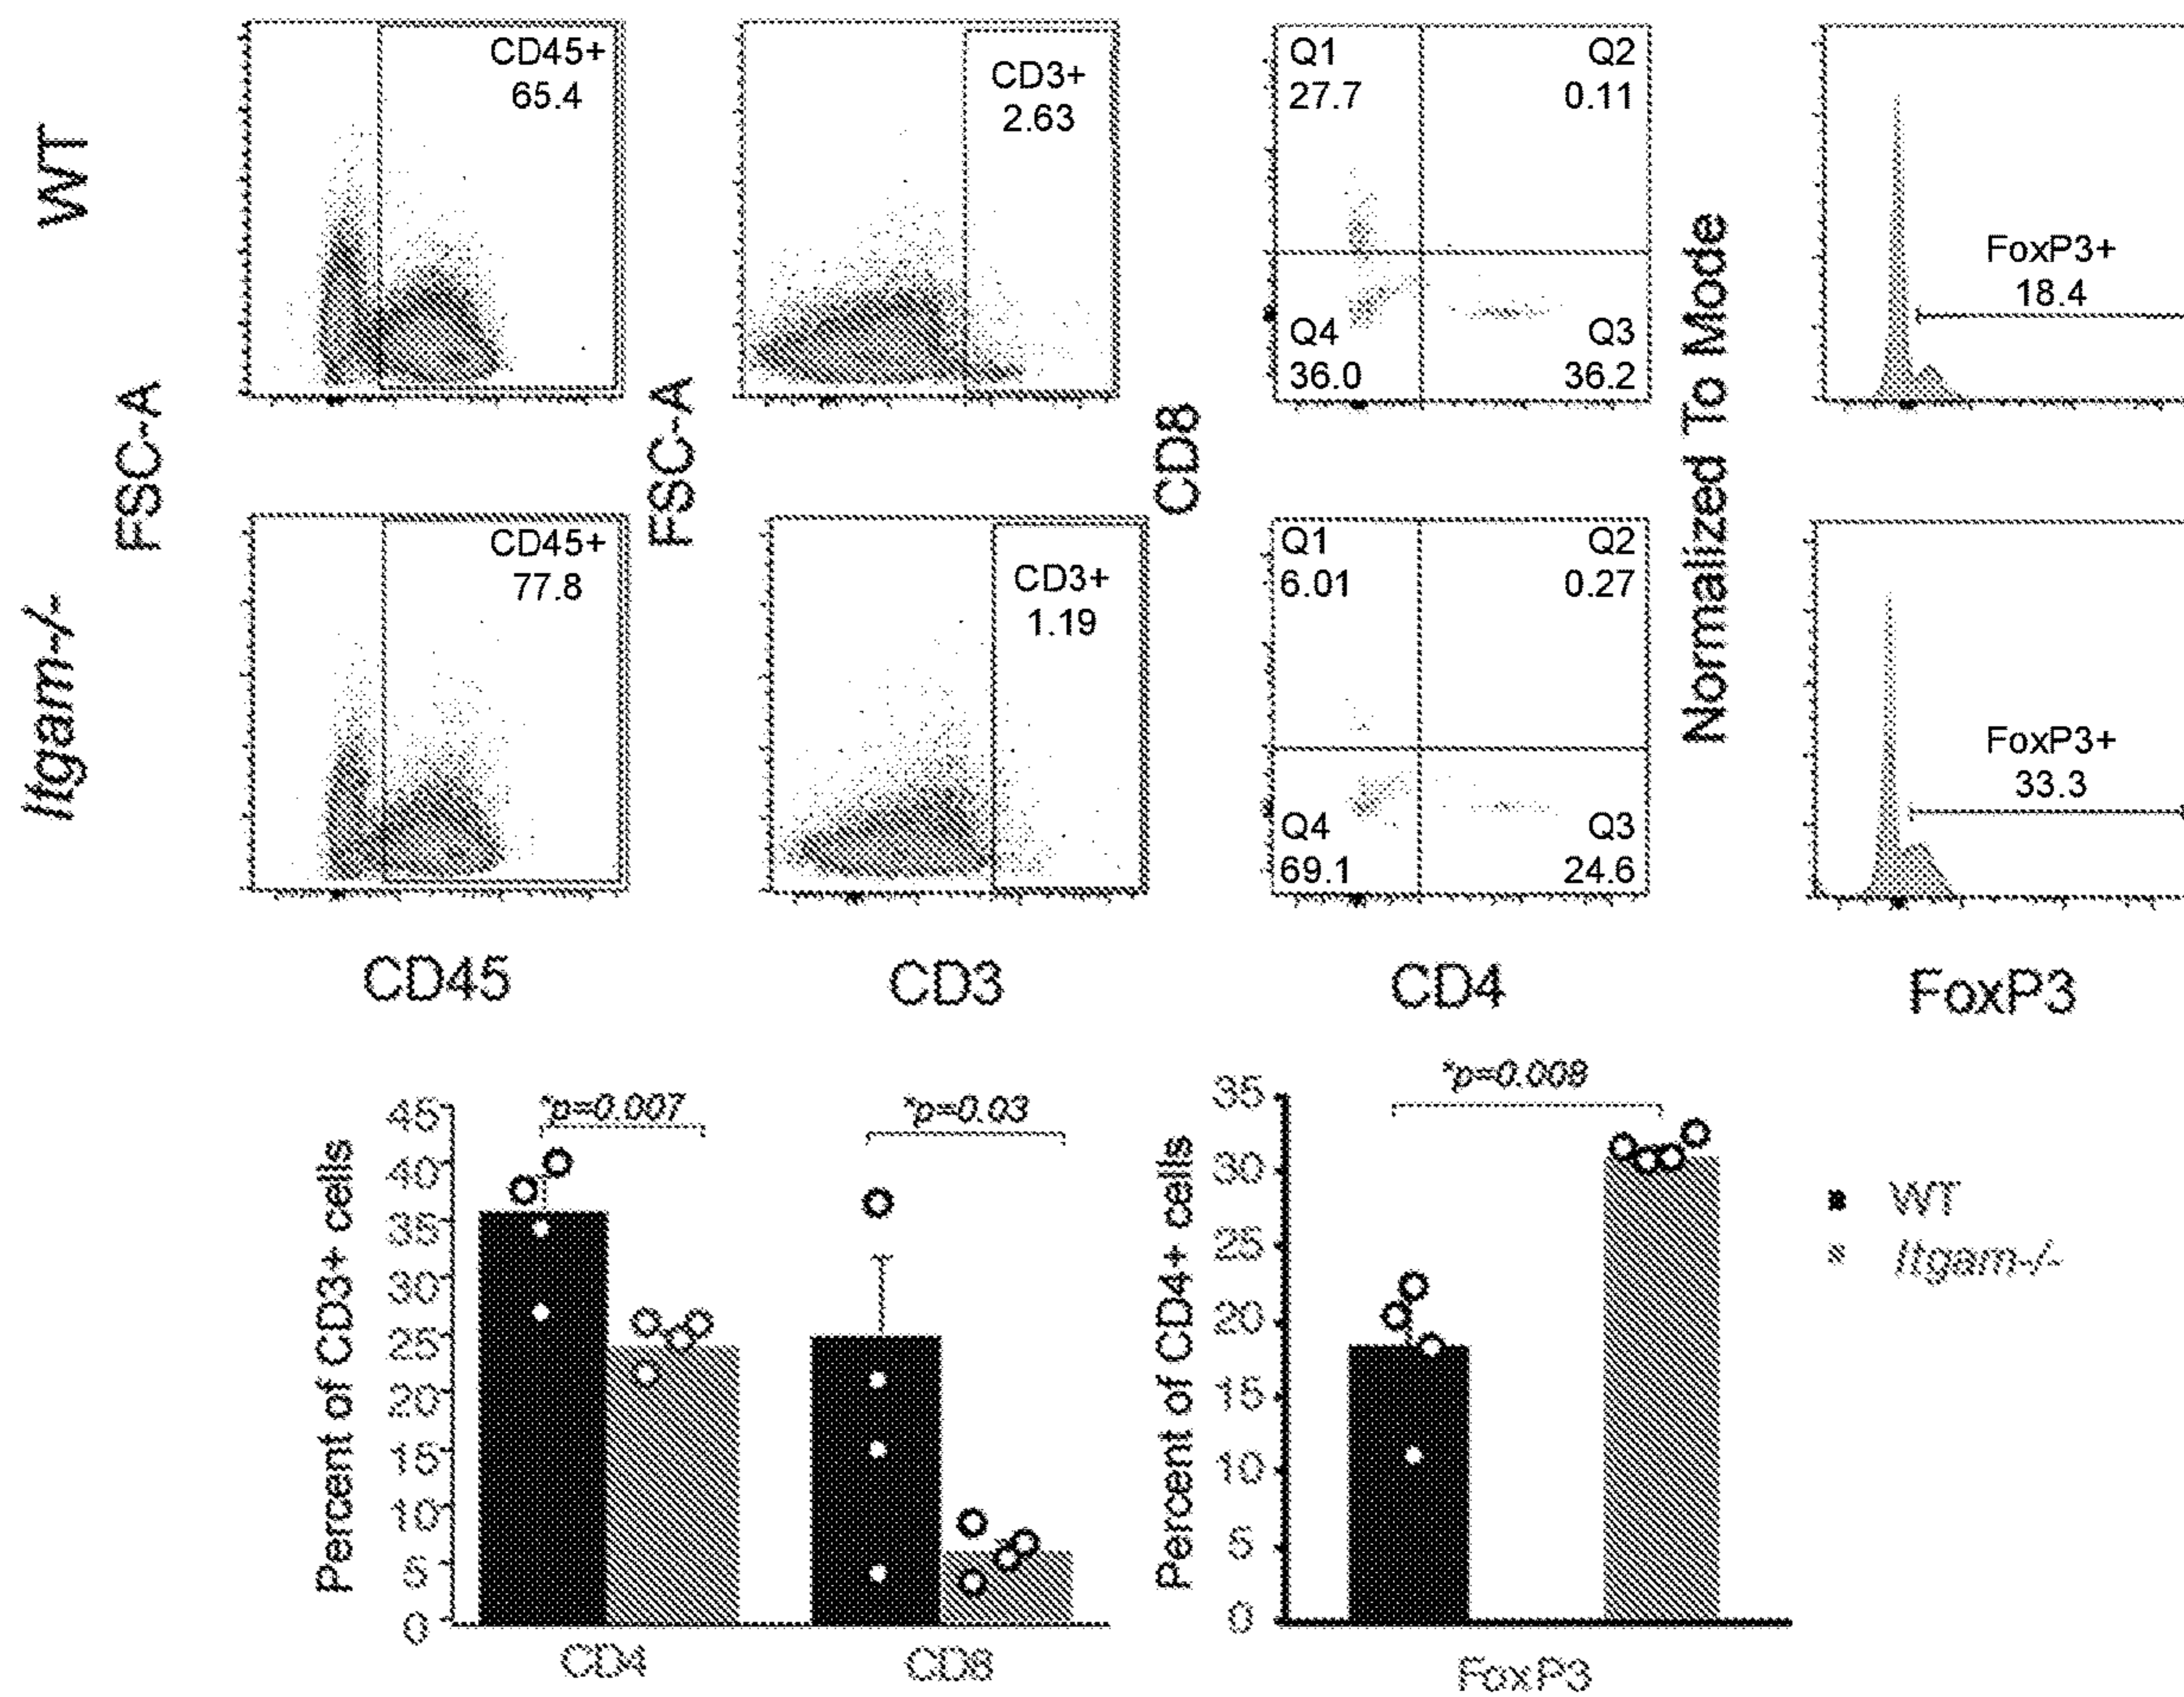 WT
FSC-A
CD45+
65.4
FSC-A
CD3+
2.63
CD8
Q1
27.7
Q2
0.11
Q4
36.0
Q3
36.2
Normalized To Mode
FoxP3+
18.4
Itgam-/-
CD45+
77.8
CD3+
1.19
Q1
6.01
Q2
0.27
Q4
69.1
Q3
24.6
FoxP3+
33.3
CD45
CD3
CD4
FoxP3
Percent of CD3+ cells
45
40
35
30
25
20
15
10
5
0
*p=0.007
*p=0.03
CD4
CD8
Percent of CD4+ cells
35
30
25
20
15
10
5
0
*p=0.008
FoxP3
WT
Itgam-/-